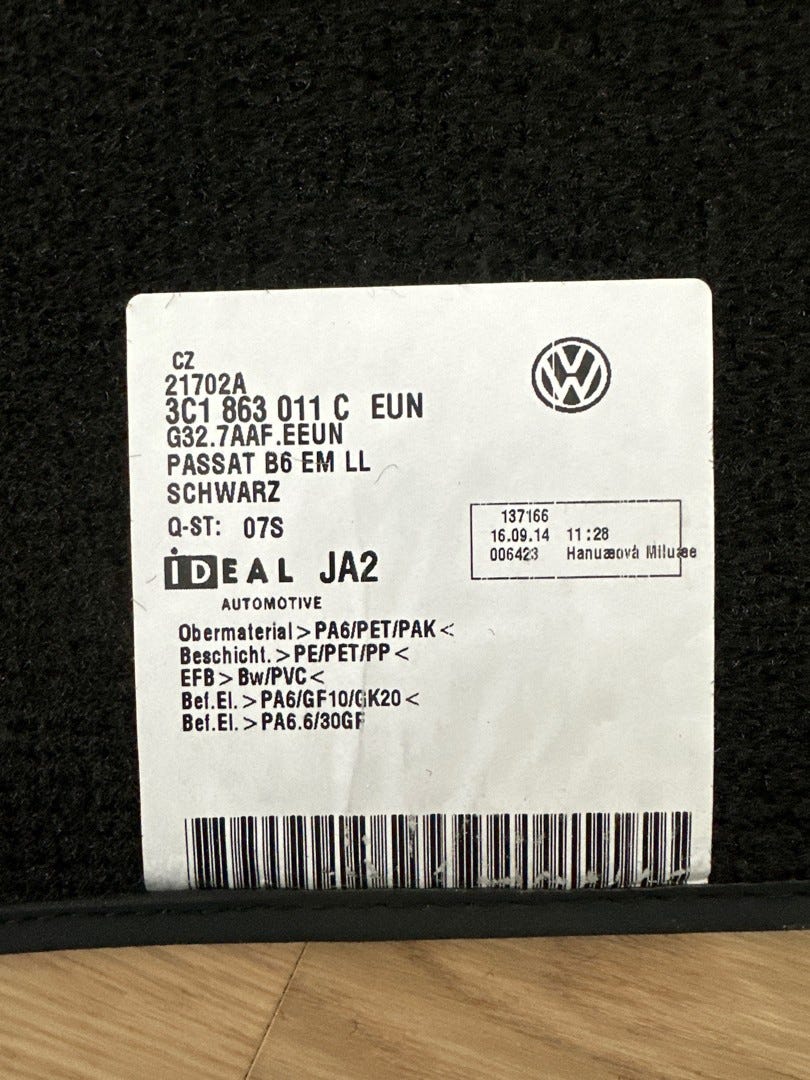 CZ
21702A
3C1 863 011 C EUN
G32.7AAF.EEUN
PASSAT B6 EM LL
SCHWARZ
Q-ST: 07S
137166
16.09.14 11:28
006423 Hanuæová Miluæe
iDEAL JA2
AUTOMOTIVE
Obermaterial>PA6/PET/PAK<
Beschicht.>PE/PET/PP<
EFB>Bw/PVC<
Bef.El.>PA6/GF10/GK20<
Bef.El.>PA6.6/30GF